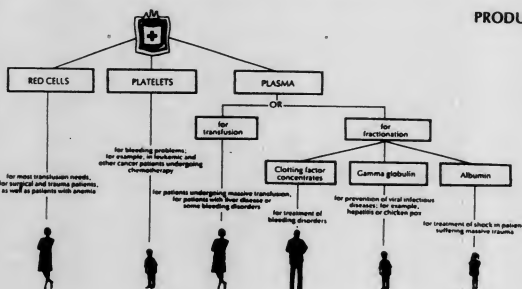 PRODU
RED CELLS
PLATELETS
PLASMA
OR
for
transfusion
for
fractionation
for bleeding problems;
for example, in leukemic and
other cancer patients undergoing
chemotherapy
Clotting factor
concentrates
Gamma globulin
Albumin
for most transfusion needs,
for surgical and trauma patients,
as well as patients with anemia
for patients undergoing massive transfusion,
for patients with liver disease or
some bleeding disorders
for treatment of
bleeding disorders
for prevention of viral infectious
diseases; for example,
hepatitis or chicken pox
for treatment of shock in patient
suffering massive trauma